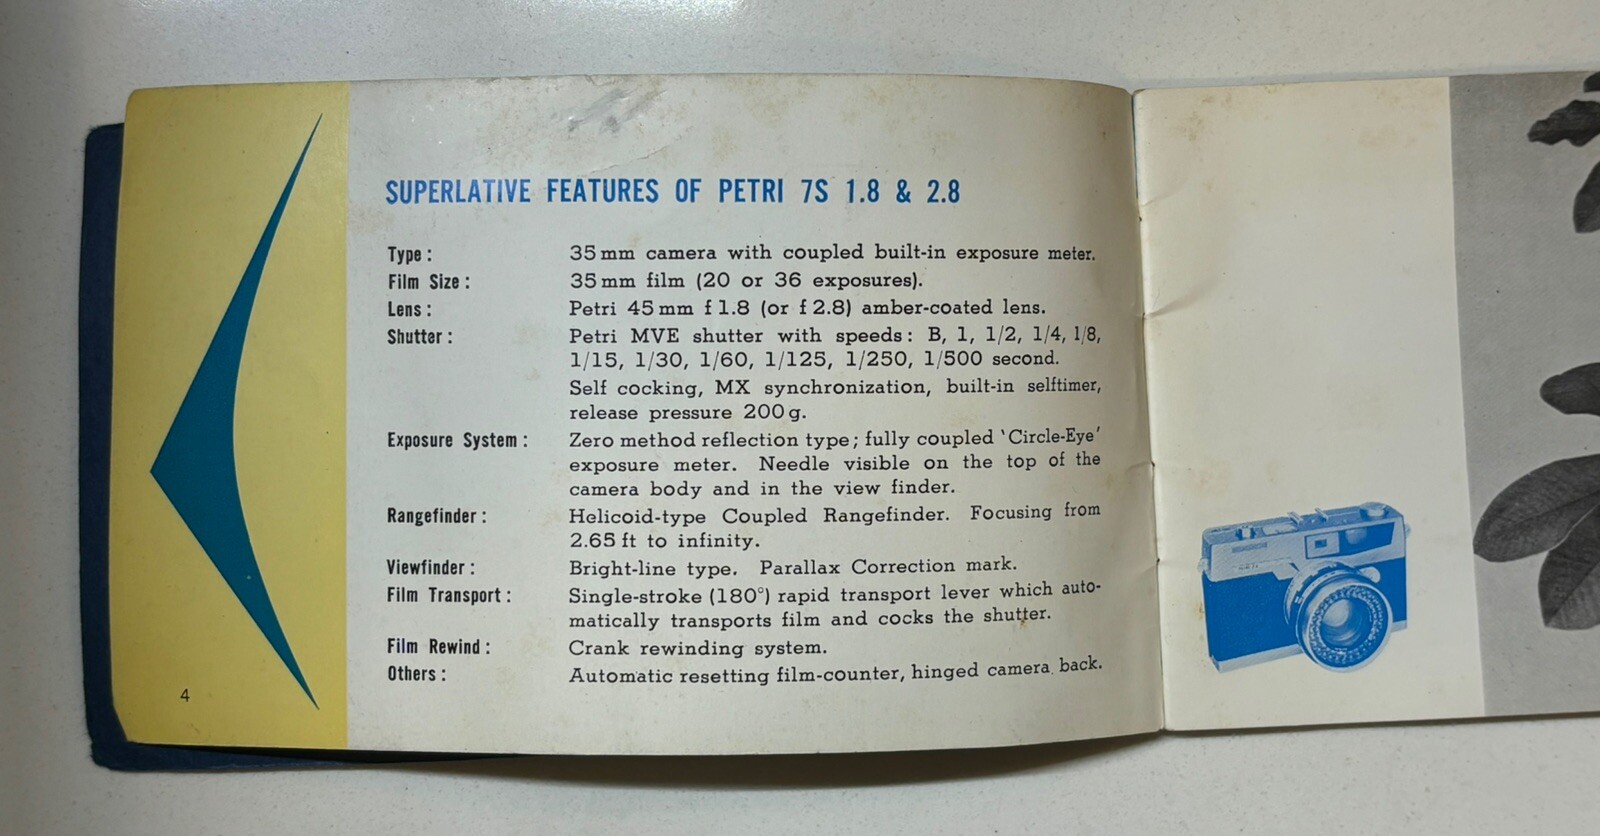 SUPERLATIVE FEATURES OF PETRI 7S 1.8 & 2.8
Type : 35 mm camera with coupled built-in exposure meter.
Film Size : 35 mm film (20 or 36 exposures).
Lens : Petri 45 mm f 1.8 (or f 2.8) amber-coated lens.
Shutter : Petri MVE shutter with speeds : B, 1, 1/2, 1/4, 1/8,
1/15, 1/30, 1/60, 1/125, 1/250, 1/500 second.
Self cocking, MX synchronization, built-in selftimer,
release pressure 200 g.
Exposure System : Zero method reflection type; fully coupled 'Circle-Eye'
exposure meter. Needle visible on the top of the
camera body and in the view finder.
Rangefinder : Helicoid-type Coupled Rangefinder. Focusing from
2.65 ft to infinity.
Viewfinder : Bright-line type. Parallax Correction mark.
Film Transport : Single-stroke (180°) rapid transport lever which auto-
matically transports film and cocks the shutter.
Film Rewind : Crank rewinding system.
Others : Automatic resetting film-counter, hinged camera back.
4